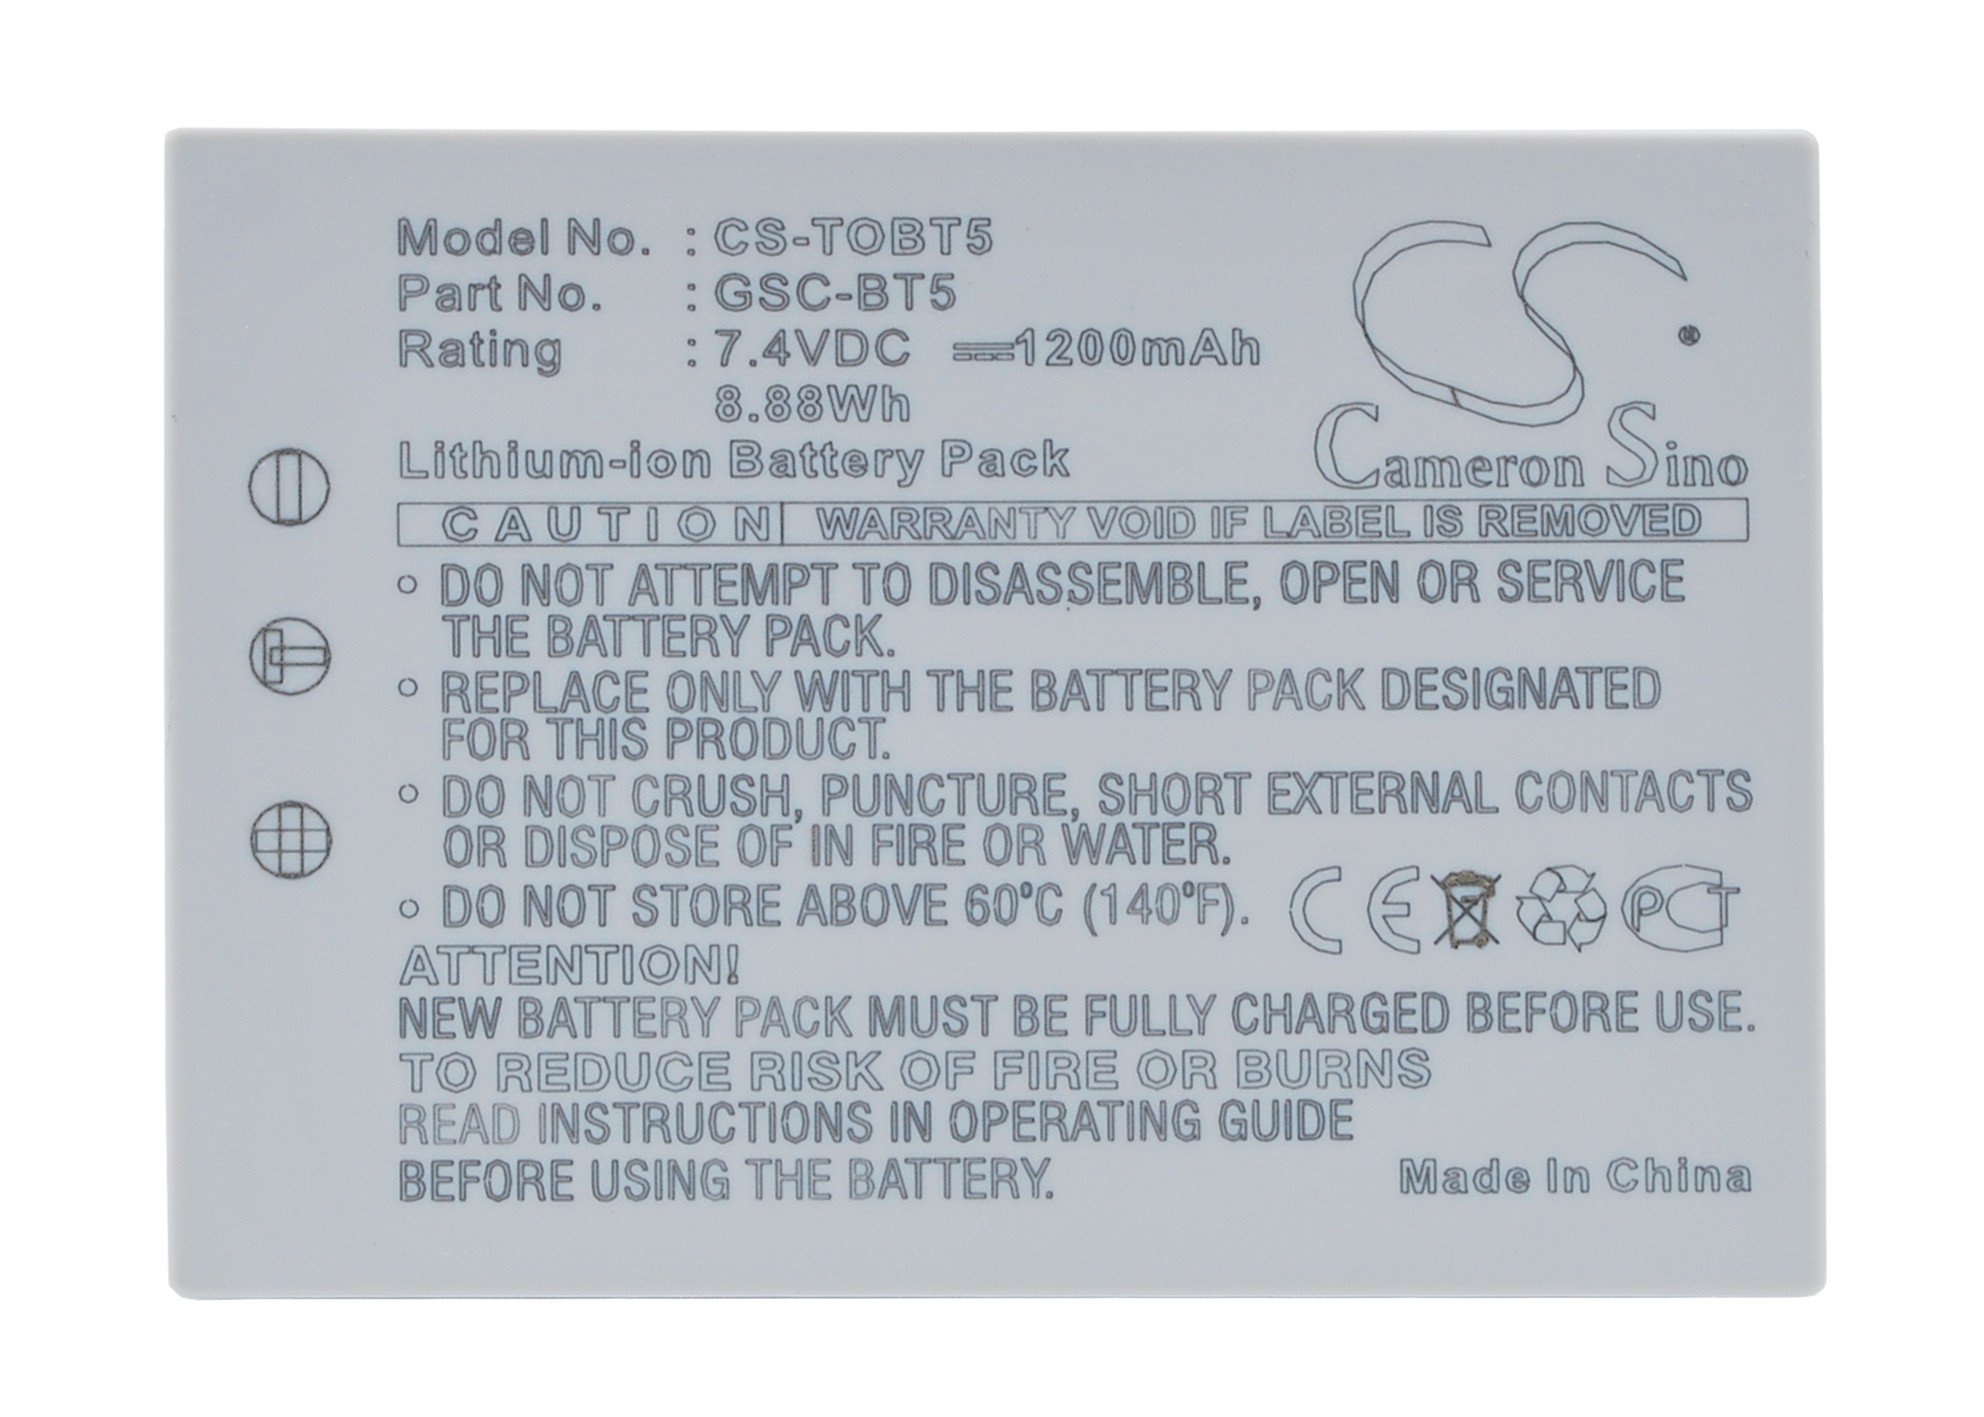 Model No. : CS-TOBT5
Part No. : GSC-BT5
Rating : 7.4VDC ⎓1200mAh
8.88Wh
Lithium-ion Battery Pack
CS
®
Cameron Sino
CAUTION WARRANTY VOID IF LABEL IS REMOVED
○ DO NOT ATTEMPT TO DISASSEMBLE, OPEN OR SERVICE
THE BATTERY PACK.
○ REPLACE ONLY WITH THE BATTERY PACK DESIGNATED
FOR THIS PRODUCT.
○ DO NOT CRUSH, PUNCTURE, SHORT EXTERNAL CONTACTS
OR DISPOSE OF IN FIRE OR WATER.
○ DO NOT STORE ABOVE 60°C (140°F).
CE PCT
ATTENTION!
NEW BATTERY PACK MUST BE FULLY CHARGED BEFORE USE.
TO REDUCE RISK OF FIRE OR BURNS
READ INSTRUCTIONS IN OPERATING GUIDE
BEFORE USING THE BATTERY.
Made In China